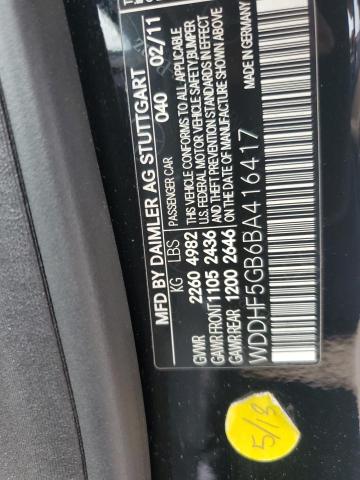 MFD BY DAIMLER AG STUTTGART
040 02/11
PASSENGER CAR
KG LBS
GVWR 2260 4982
GWAR FRONT 1105 2436
GWAR REAR 1200 2646
THIS VEHICLE CONFORMS TO ALL APPLICABLE
U.S. FEDERAL MOTOR VEHICLE SAFETY, BUMPER
AND THEFT PREVENTION STANDARDS IN EFFECT
ON THE DATE OF MANUFACTURE SHOWN ABOVE.
WDDHF5GB6BA416417
MADE IN GERMANY
5/13